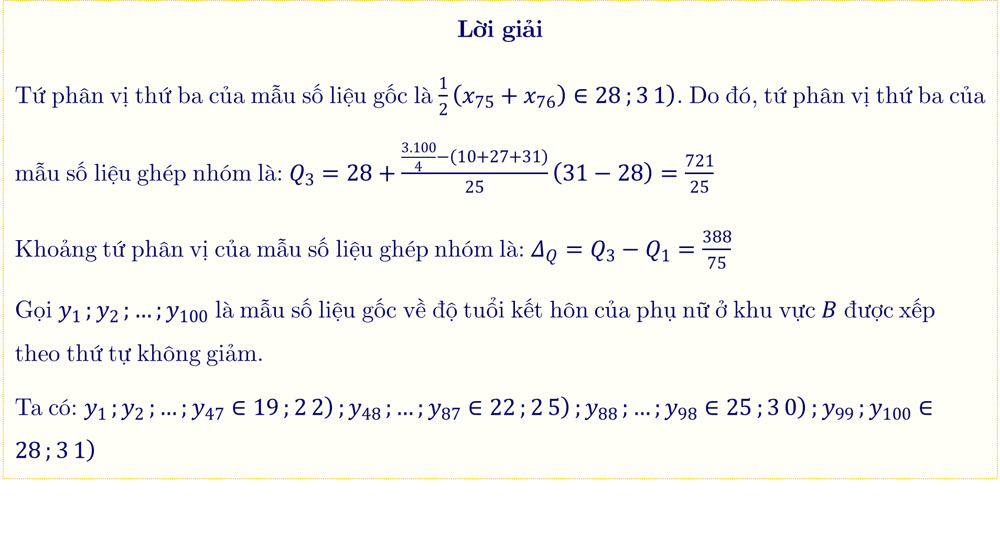 Lời giải
Tứ phân vị thứ ba của mẫu số liệu gốc là $\frac{1}{2}(x_{75} + x_{76}) \in 28 ; 3 1)$. Do đó, tứ phân vị thứ ba của
mẫu số liệu ghép nhóm là: $Q_3 = 28 + \frac{\frac{3.100}{4} - (10+27+31)}{25}(31 - 28) = \frac{721}{25}$
Khoảng tứ phân vị của mẫu số liệu ghép nhóm là: $\Delta_Q = Q_3 - Q_1 = \frac{388}{75}$
Gọi $y_1 ; y_2 ; \ldots ; y_{100}$ là mẫu số liệu gốc về độ tuổi kết hôn của phụ nữ ở khu vực $B$ được xếp
theo thứ tự không giảm.
Ta có: $y_1 ; y_2 ; \ldots ; y_{47} \in 19 ; 2 2) ; y_{48} ; \ldots ; y_{87} \in 22 ; 2 5) ; y_{88} ; \ldots ; y_{98} \in 25 ; 3 0) ; y_{99} ; y_{100} \in$
$28 ; 3 1)$